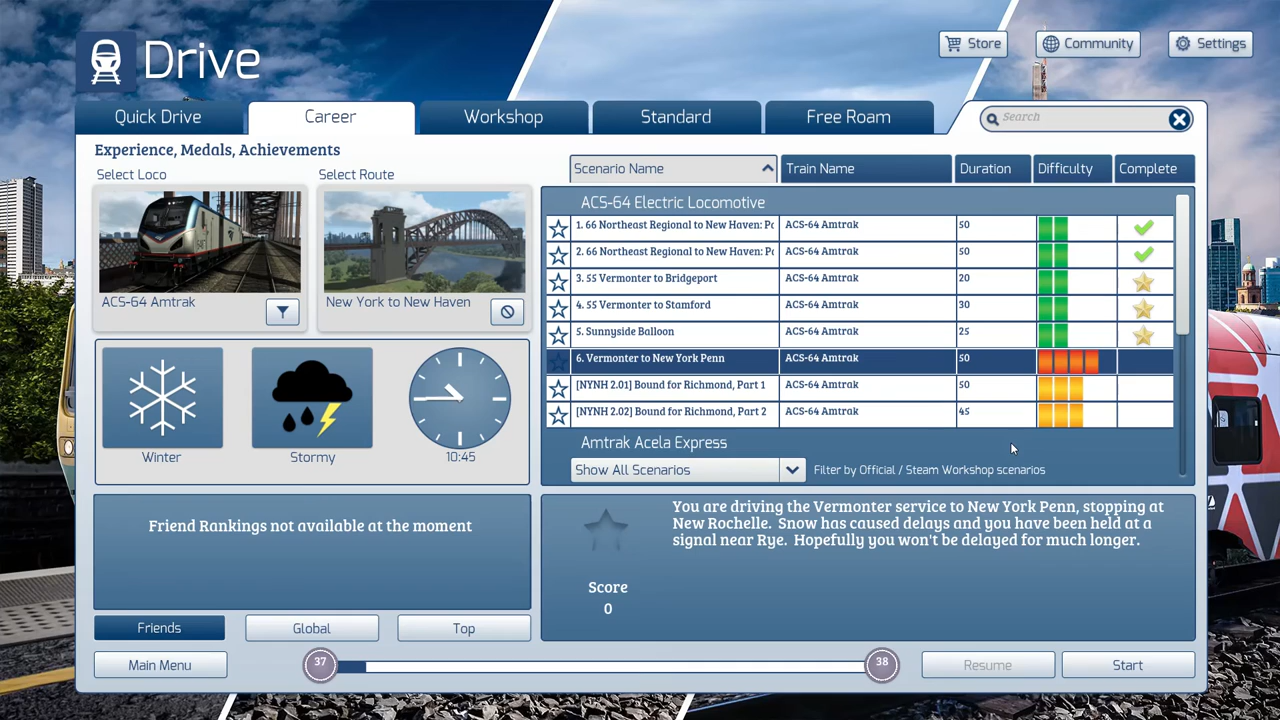 Drive
Store
Community
Settings
Quick Drive
Career
Workshop
Standard
Free Roam
Search
Experience, Medals, Achievements
Select Loco
Select Route
ACS-64 Amtrak
New York to New Haven
Winter
Stormy
10:45
Scenario Name Train Name Duration Difficulty Complete
ACS-64 Electric Locomotive
1. 66 Northeast Regional to New Haven: Pa ACS-64 Amtrak 50
2. 66 Northeast Regional to New Haven: Pa ACS-64 Amtrak 50
3. 55 Vermonter to Bridgeport ACS-64 Amtrak 20
4. 55 Vermonter to Stamford ACS-64 Amtrak 30
5. Sunnyside Balloon ACS-64 Amtrak 25
6. Vermonter to New York Penn ACS-64 Amtrak 50
[NYNH 2.01] Bound for Richmond, Part 1 ACS-64 Amtrak 50
[NYNH 2.02] Bound for Richmond, Part 2 ACS-64 Amtrak 45
Amtrak Acela Express
Show All Scenarios
Filter by Official / Steam Workshop scenarios
Friend Rankings not available at the moment
You are driving the Vermonter service to New York Penn, stopping at
New Rochelle. Snow has caused delays and you have been held at a
signal near Rye. Hopefully you won't be delayed for much longer.
Score
0
Friends
Global
Top
Main Menu
37
38
Resume
Start